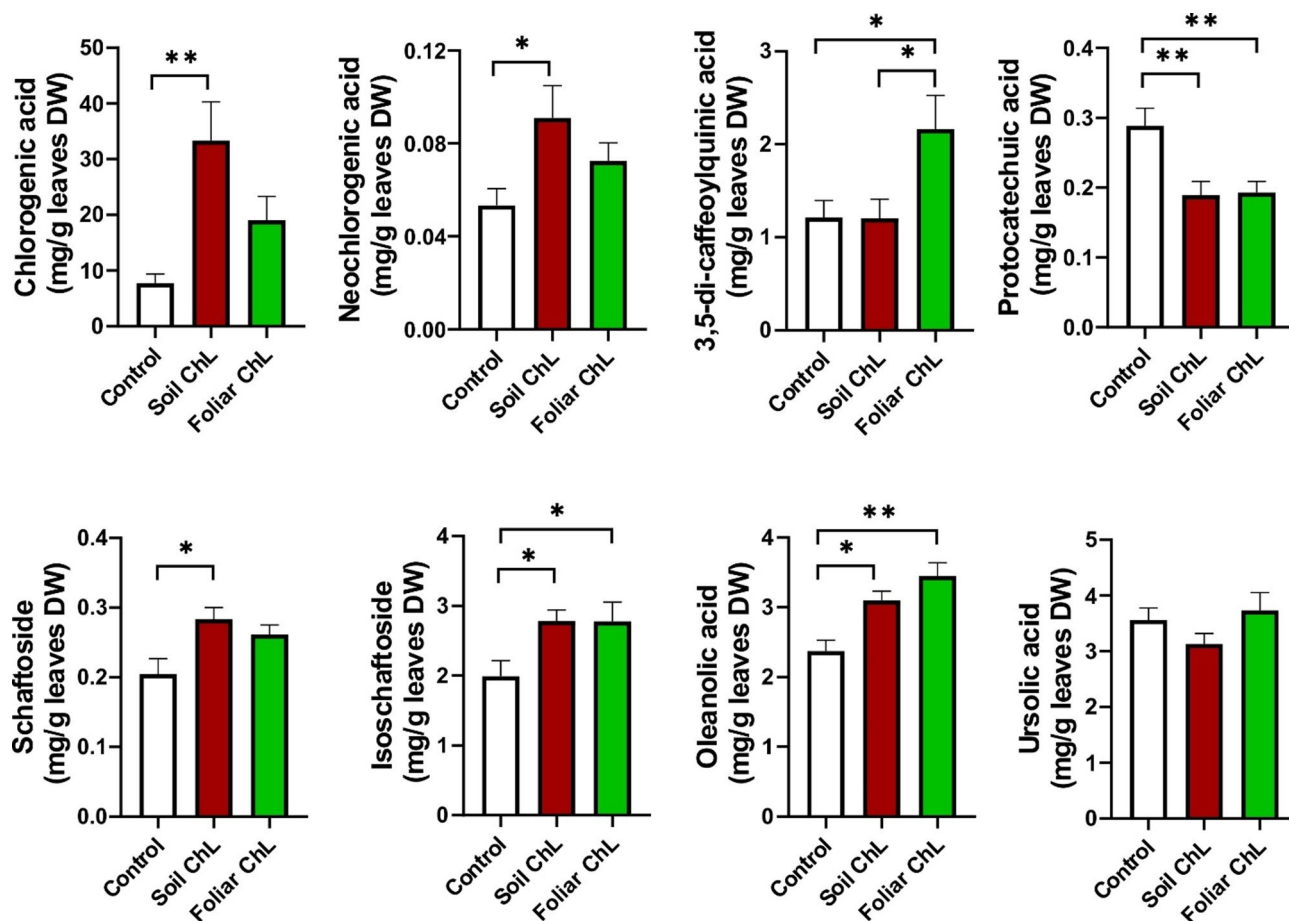 Chlorogenic acid
(mg/g leaves DW)
50
40
30
20
10
0
**
Control
Soil ChL
Foliar ChL
Neochlorogenic acid
(mg/g leaves DW)
0.12
0.08
0.04
0.00
*
Control
Soil ChL
Foliar ChL
3,5-di-caffeoylquinic acid
(mg/g leaves DW)
3
2
1
0
*
*
Control
Soil ChL
Foliar ChL
Protocatechuic acid
(mg/g leaves DW)
0.4
0.3
0.2
0.1
0.0
**
**
Control
Soil ChL
Foliar ChL
Schaftoside
(mg/g leaves DW)
0.4
0.3
0.2
0.1
0.0
*
Control
Soil ChL
Foliar ChL
Isoschaftoside
(mg/g leaves DW)
4
3
2
1
0
*
*
Control
Soil ChL
Foliar ChL
Oleanolic acid
(mg/g leaves DW)
4
3
2
1
0
**
*
Control
Soil ChL
Foliar ChL
Ursolic acid
(mg/g leaves DW)
5
4
3
2
1
0
Control
Soil ChL
Foliar ChL